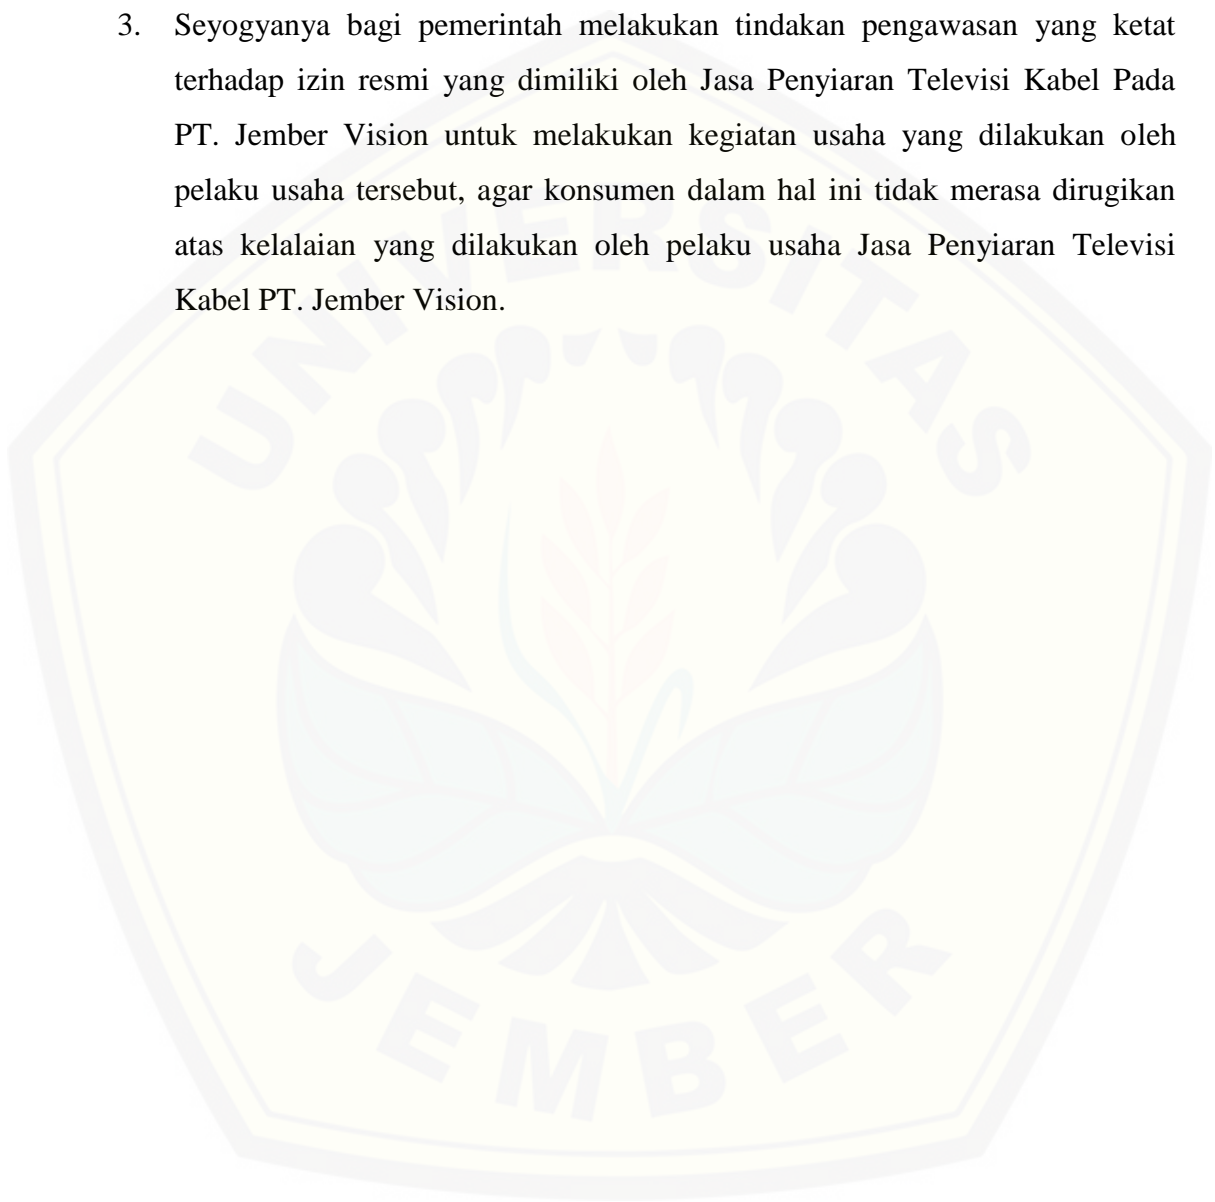 3. Seyogyanya bagi pemerintah melakukan tindakan pengawasan yang ketat
terhadap izin resmi yang dimiliki oleh Jasa Penyiaran Televisi Kabel Pada
PT. Jember Vision untuk melakukan kegiatan usaha yang dilakukan oleh
pelaku usaha tersebut, agar konsumen dalam hal ini tidak merasa dirugikan
atas kelalaian yang dilakukan oleh pelaku usaha Jasa Penyiaran Televisi
Kabel PT. Jember Vision.
UNIVERSITAS
JEMBER